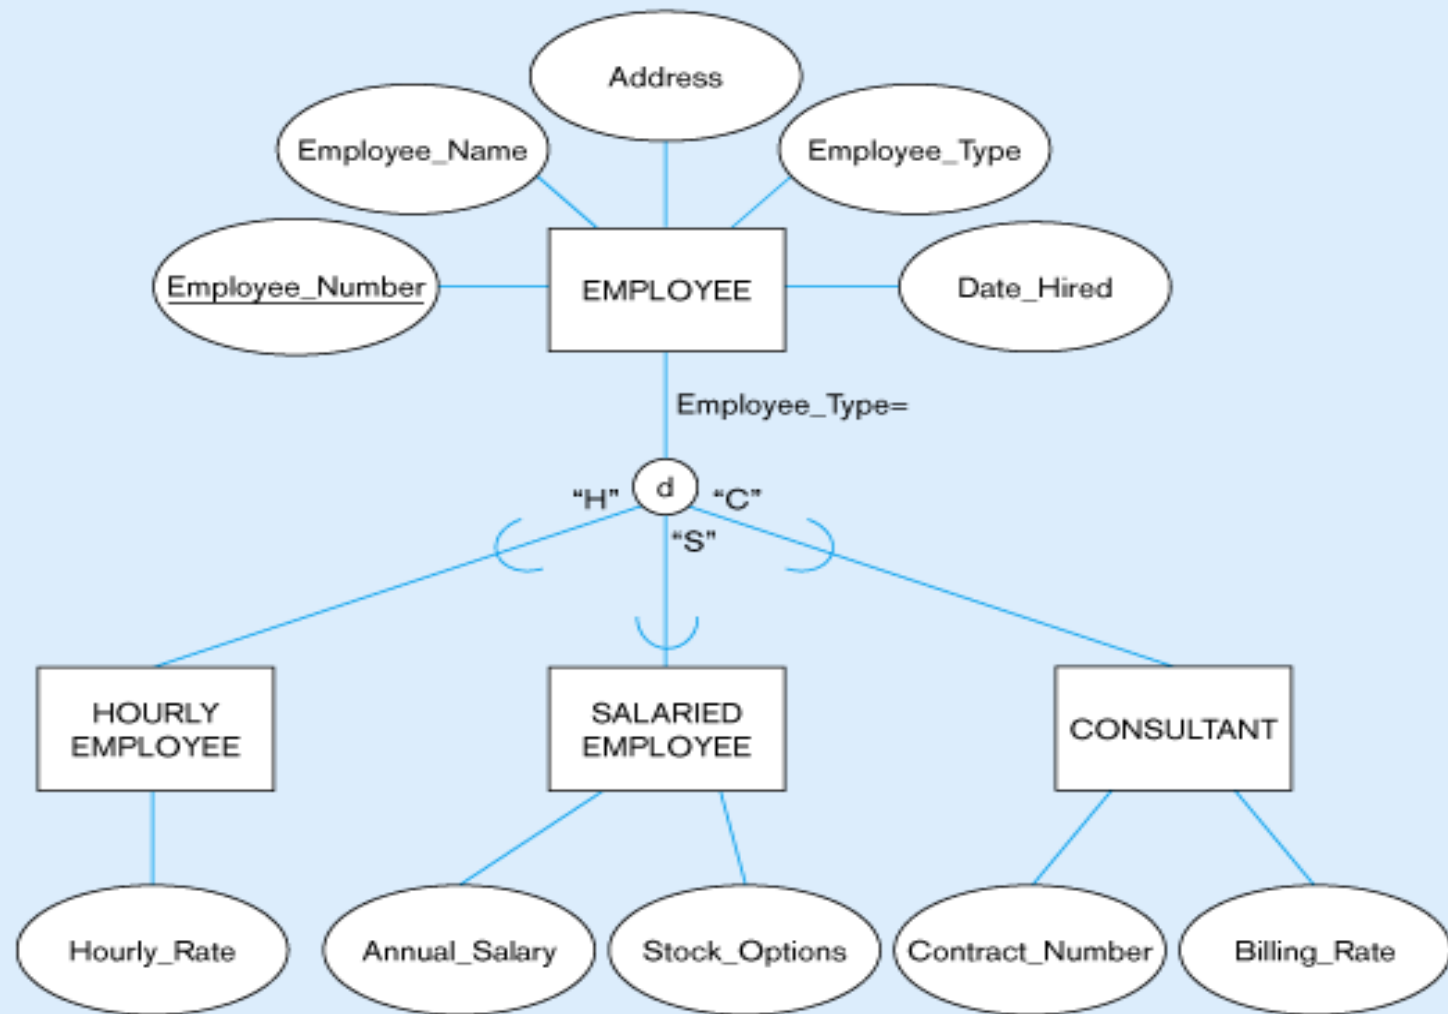 Address
Employee_Name
Employee_Type
Employee_Number
EMPLOYEE
Date_Hired
Employee_Type=
d
“H”
“C”
“S”
HOURLY
EMPLOYEE
SALARIED
EMPLOYEE
CONSULTANT
Hourly_Rate
Annual_Salary
Stock_Options
Contract_Number
Billing_Rate